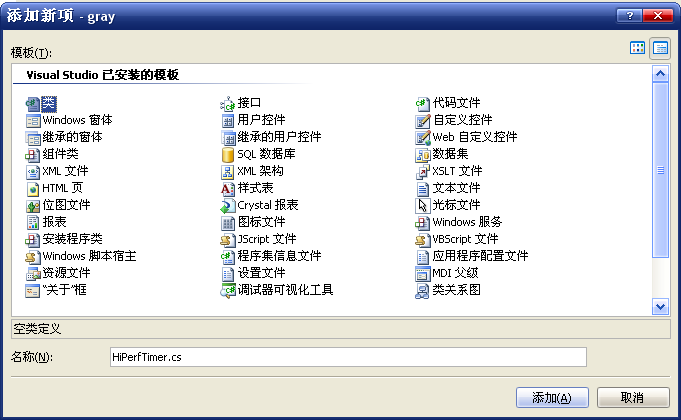 添加新项 - gray
模板(T):
Visual Studio 已安装的模板
类 接口 代码文件
Windows 窗体 用户控件 自定义控件
继承的窗体 继承的用户控件 Web 自定义控件
组件类 SQL 数据库 数据集
XML 文件 XML 架构 XSLT 文件
HTML 页 样式表 文本文件
位图文件 Crystal 报表 光标文件
报表 图标文件 Windows 服务
安装程序类 JScript 文件 VBScript 文件
Windows 脚本宿主 程序集信息文件 应用程序配置文件
资源文件 设置文件 MDI 父级
“关于”框 调试器可视化工具 类关系图
空类定义
名称(N): HiPerfTimer.cs
添加(A) 取消